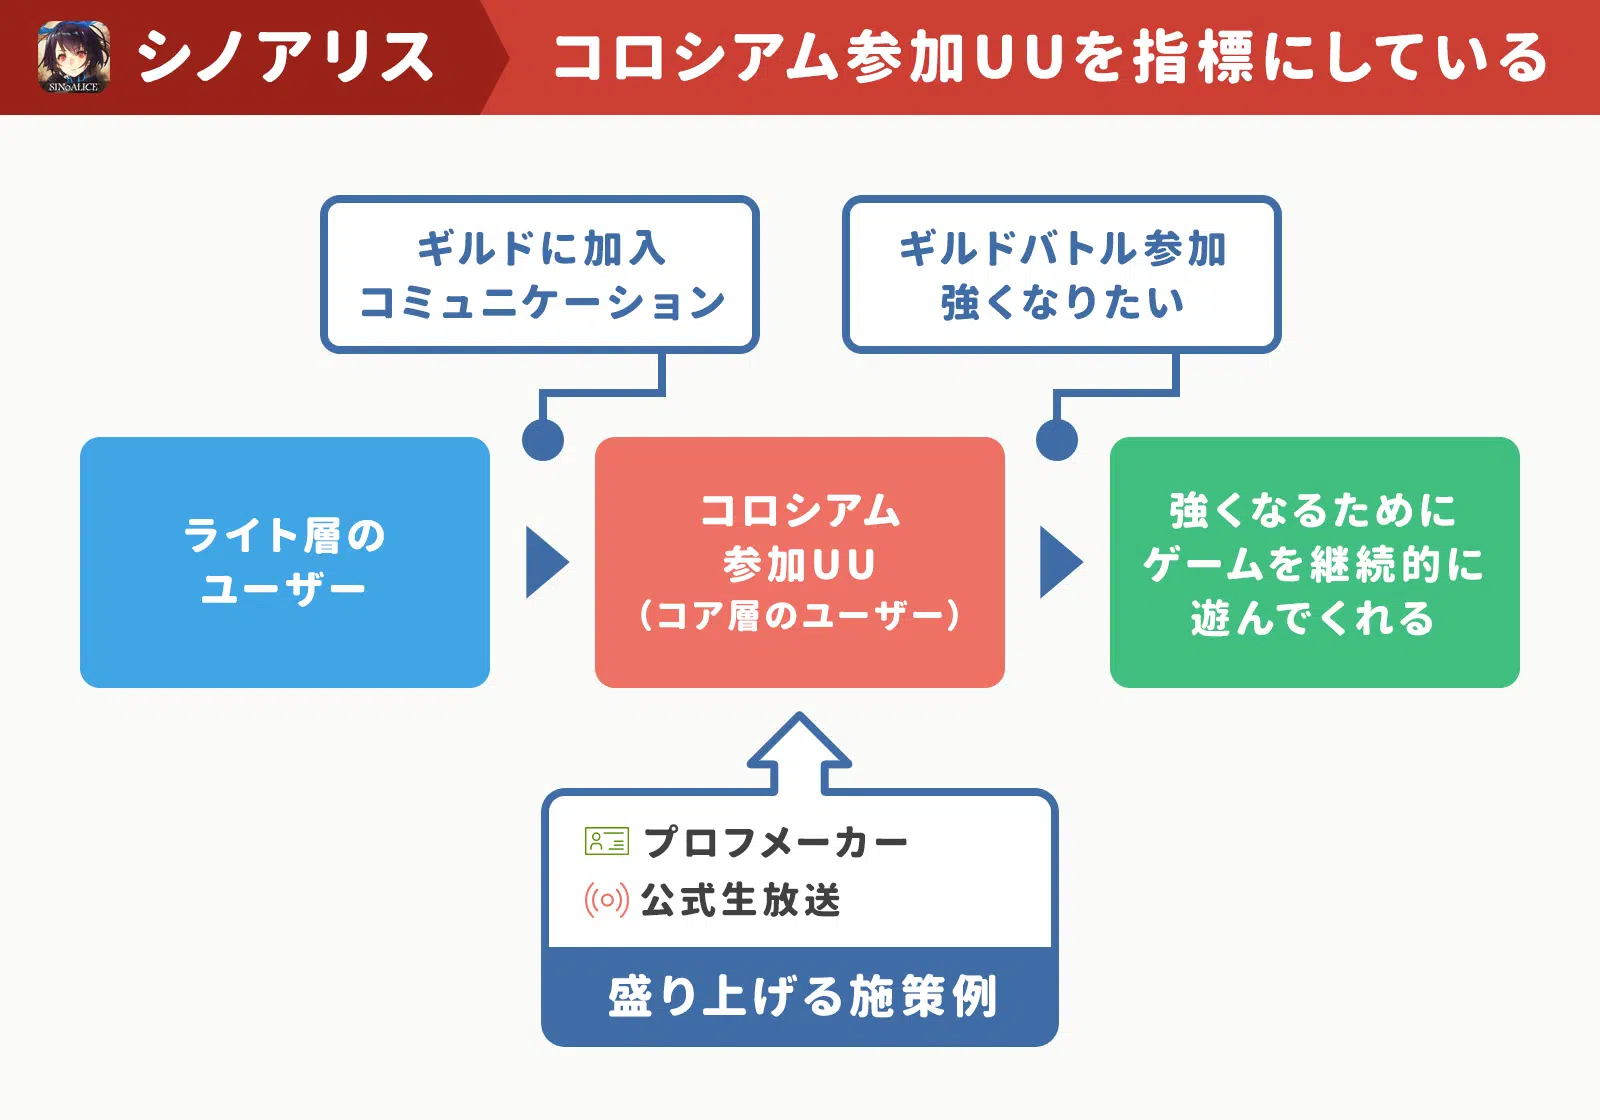 SINoALICE
シノアリス
コロシアム参加UUを指標にしている
ギルドに加入
コミュニケーション
ギルドバトル参加
強くなりたい
ライト層の
ユーザー
コロシアム
参加UU
（コア層のユーザー）
強くなるために
ゲームを継続的に
遊んでくれる
プロフメーカー
公式生放送
盛り上げる施策例